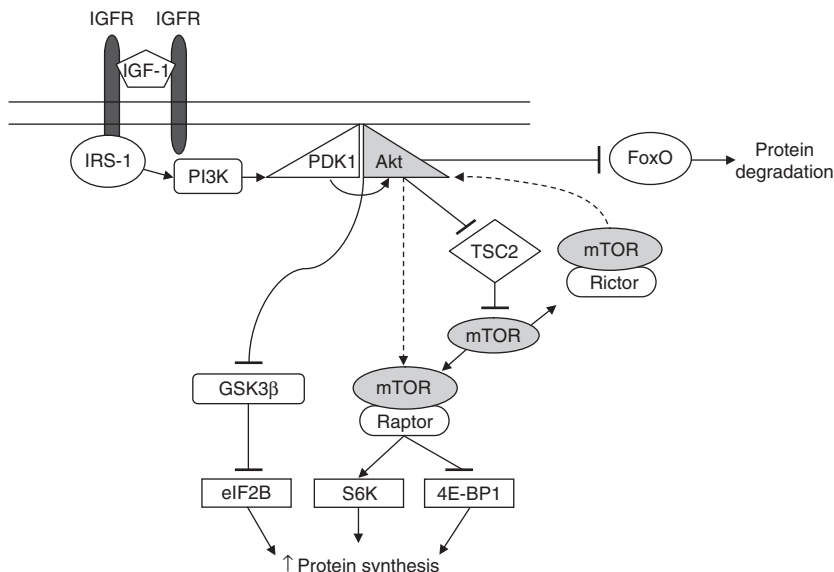 IGFR IGFR
IGF-1
IRS-1
PI3K
PDK1
Akt
FoxO
Protein
degradation
TSC2
mTOR
Rictor
mTOR
GSK3β
mTOR
Raptor
eIF2B
S6K
4E-BP1
↑ Protein synthesis